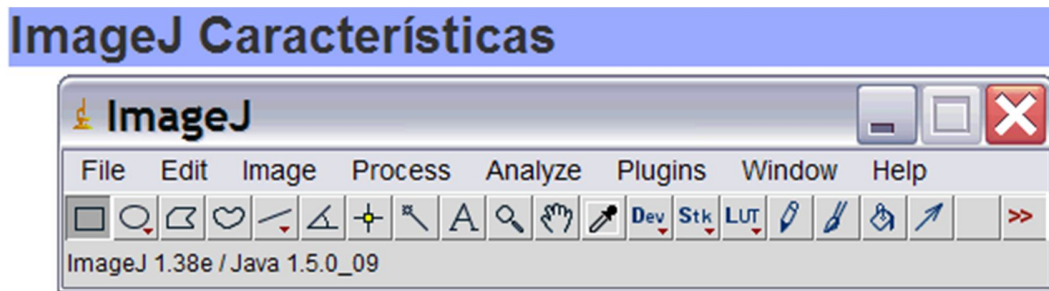 ImageJ Características
ImageJ
File Edit Image Process Analyze Plugins Window Help
A Dev Stk LUT >>
ImageJ 1.38e / Java 1.5.0_09